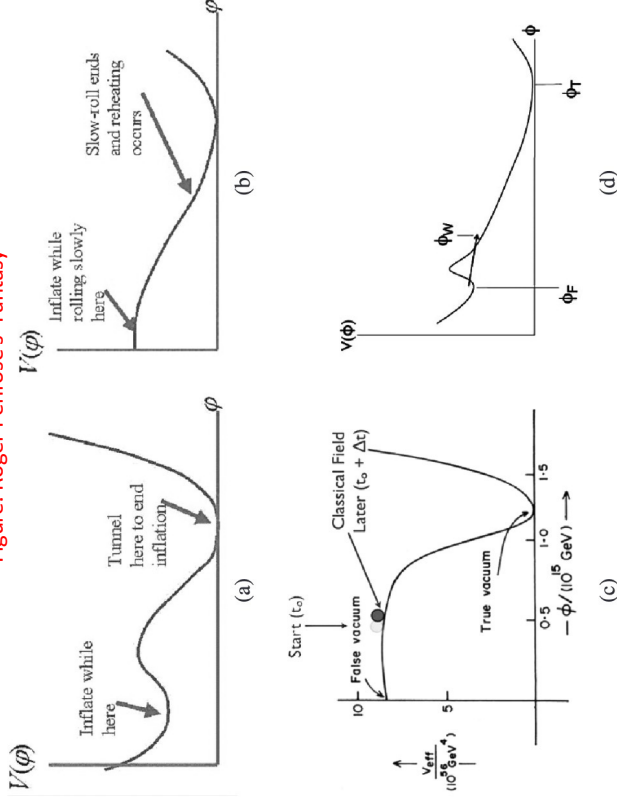 Figure: Roger Penrose's "Fantasy"
V(φ)
Inflate while
here
Tunnel
here to end
inflation
φ
(a)
V(φ)
Inflate while
rolling slowly
here
Slow-roll ends
and reheating
occurs
φ
(b)
Start (t₀)
False vacuum
Classical Field
Later (t₀ + Δt)
10
5
V_eff
(10⁵⁶ GeV⁴)
True vacuum
0·5
1·0
1·5
ϕ/(10¹⁵ GeV)
(c)
V(ϕ)
ϕ_W
ϕ_F
ϕ_T
ϕ
(d)